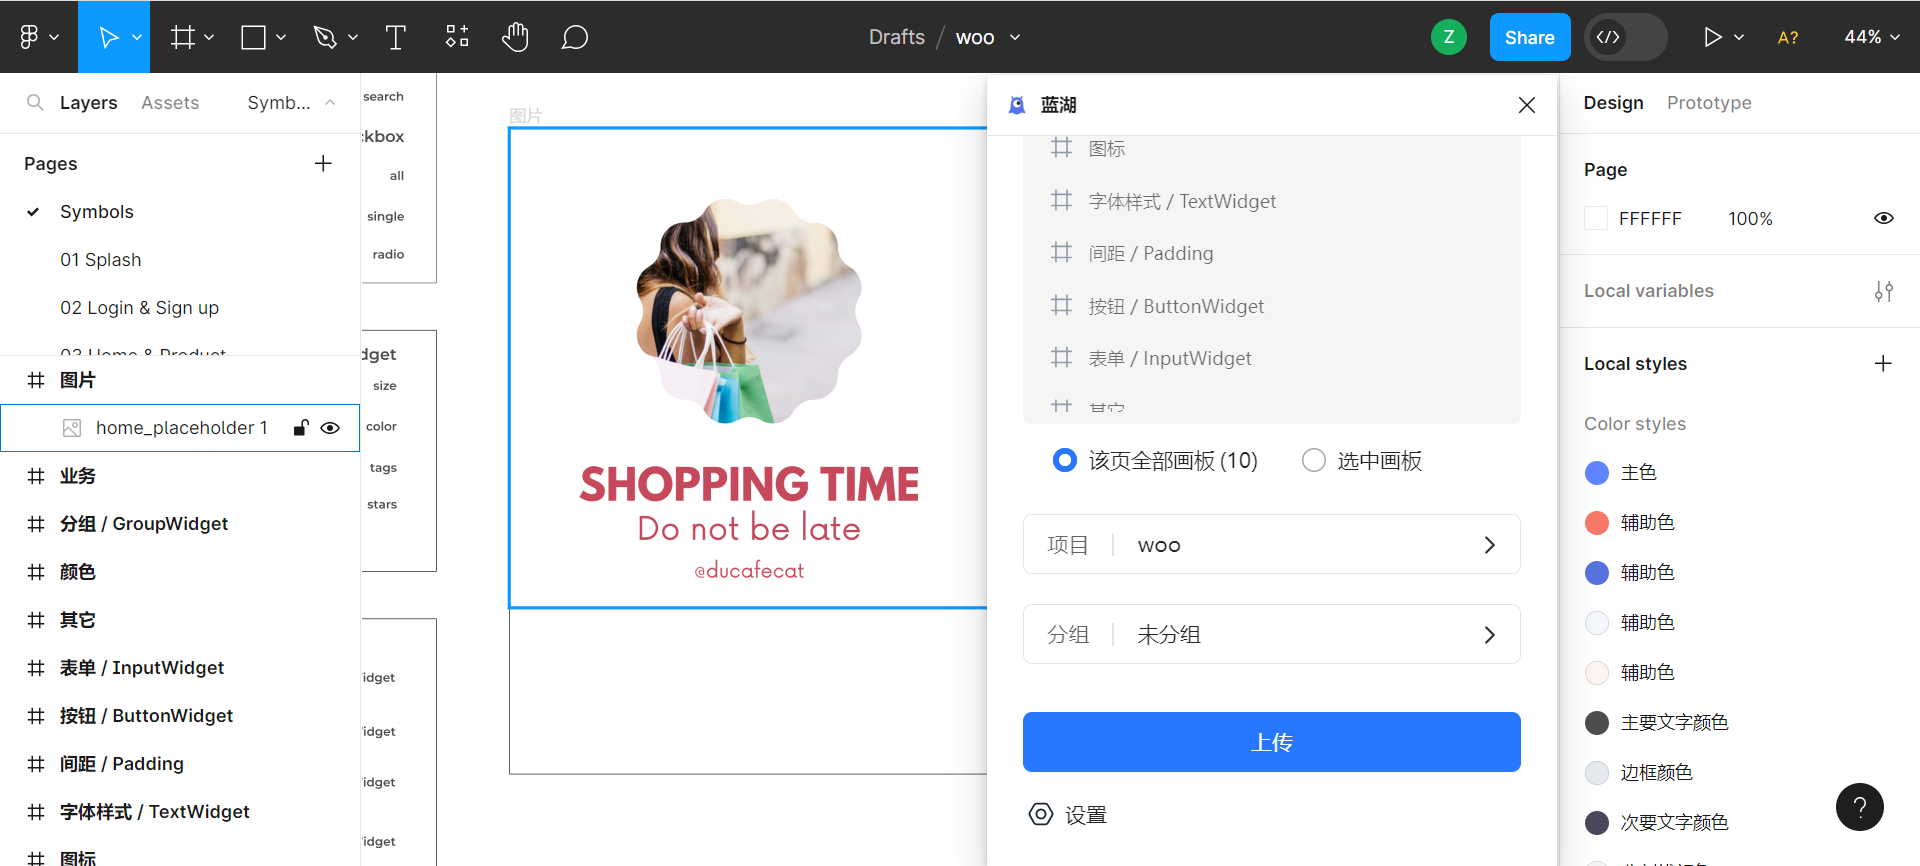 Drafts / woo
Z
Share
A?
44%
Layers
Assets
Symb...
Pages
Symbols
01 Splash
02 Login & Sign up
03 Home & Product
图片
home_placeholder 1
业务
分组 / GroupWidget
颜色
其它
表单 / InputWidget
按钮 / ButtonWidget
间距 / Padding
字体样式 / TextWidget
图标
search
kbox
all
single
radio
dget
size
color
tags
stars
idget
idget
idget
idget
图片
SHOPPING TIME
Do not be late
@ducafecat
蓝湖
图标
字体样式 / TextWidget
间距 / Padding
按钮 / ButtonWidget
表单 / InputWidget
其它
该页全部画板 (10)
选中画板
项目 woo
分组 未分组
上传
设置
Design
Prototype
Page
FFFFFF 100%
Local variables
Local styles
Color styles
主色
辅助色
辅助色
辅助色
辅助色
主要文字颜色
边框颜色
次要文字颜色
?